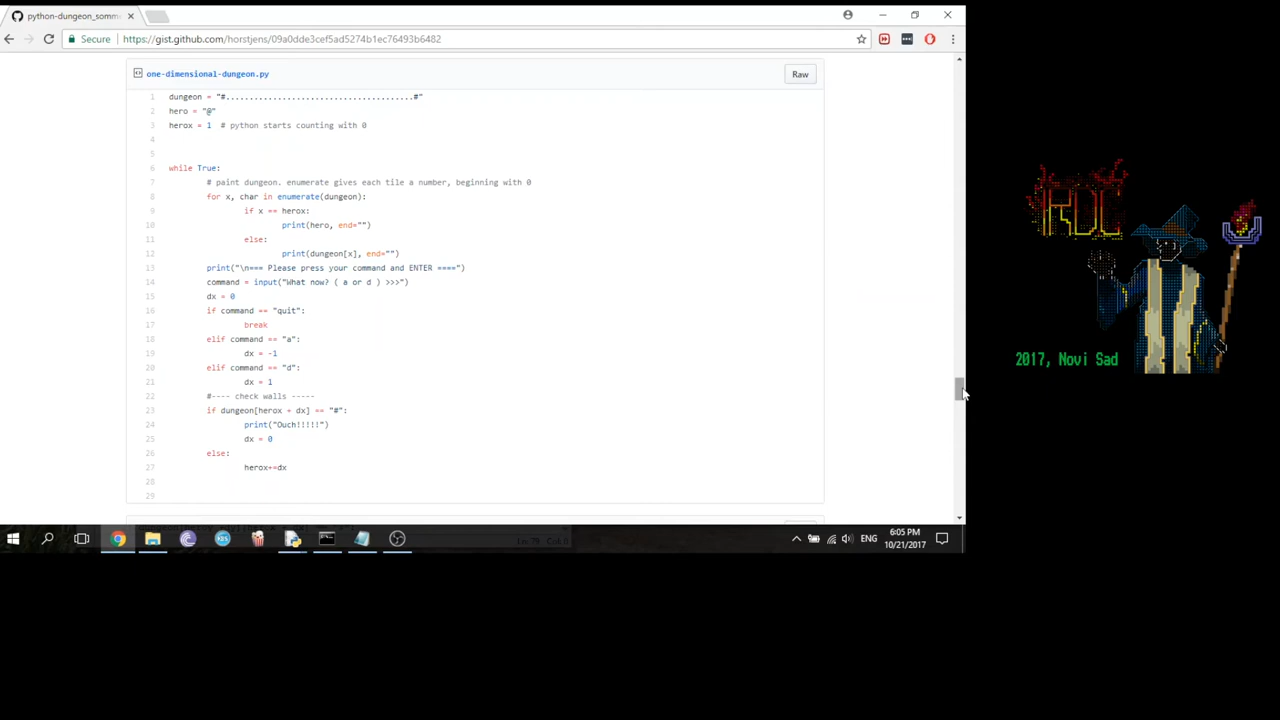 python-dungeon_somm
Secure
https://gist.github.com/horstjens/09a0dde3cef5ad5274b1ec76493b6482
one-dimensional-dungeon.py
Raw
1 dungeon = "#........................................#"
2 hero = "@"
3 herox = 1  # python starts counting with 0
4
5
6 while True:
7 # paint dungeon. enumerate gives each tile a number, beginning with 0
8 for x, char in enumerate(dungeon):
9 if x == herox:
10 print(hero, end="")
11 else:
12 print(dungeon[x], end="")
13 print("\n=== Please press your command and ENTER ====")
14 command = input("What now? ( a or d ) >>>")
15 dx = 0
16 if command == "quit":
17 break
18 elif command == "a":
19 dx = -1
20 elif command == "d":
21 dx = 1
22 #---- check walls -----
23 if dungeon[herox + dx] == "#":
24 print("Ouch!!!!!")
25 dx = 0
26 else:
27 herox+=dx
28
29
IRDC
2017, Novi Sad
ENG
6:05 PM
10/21/2017